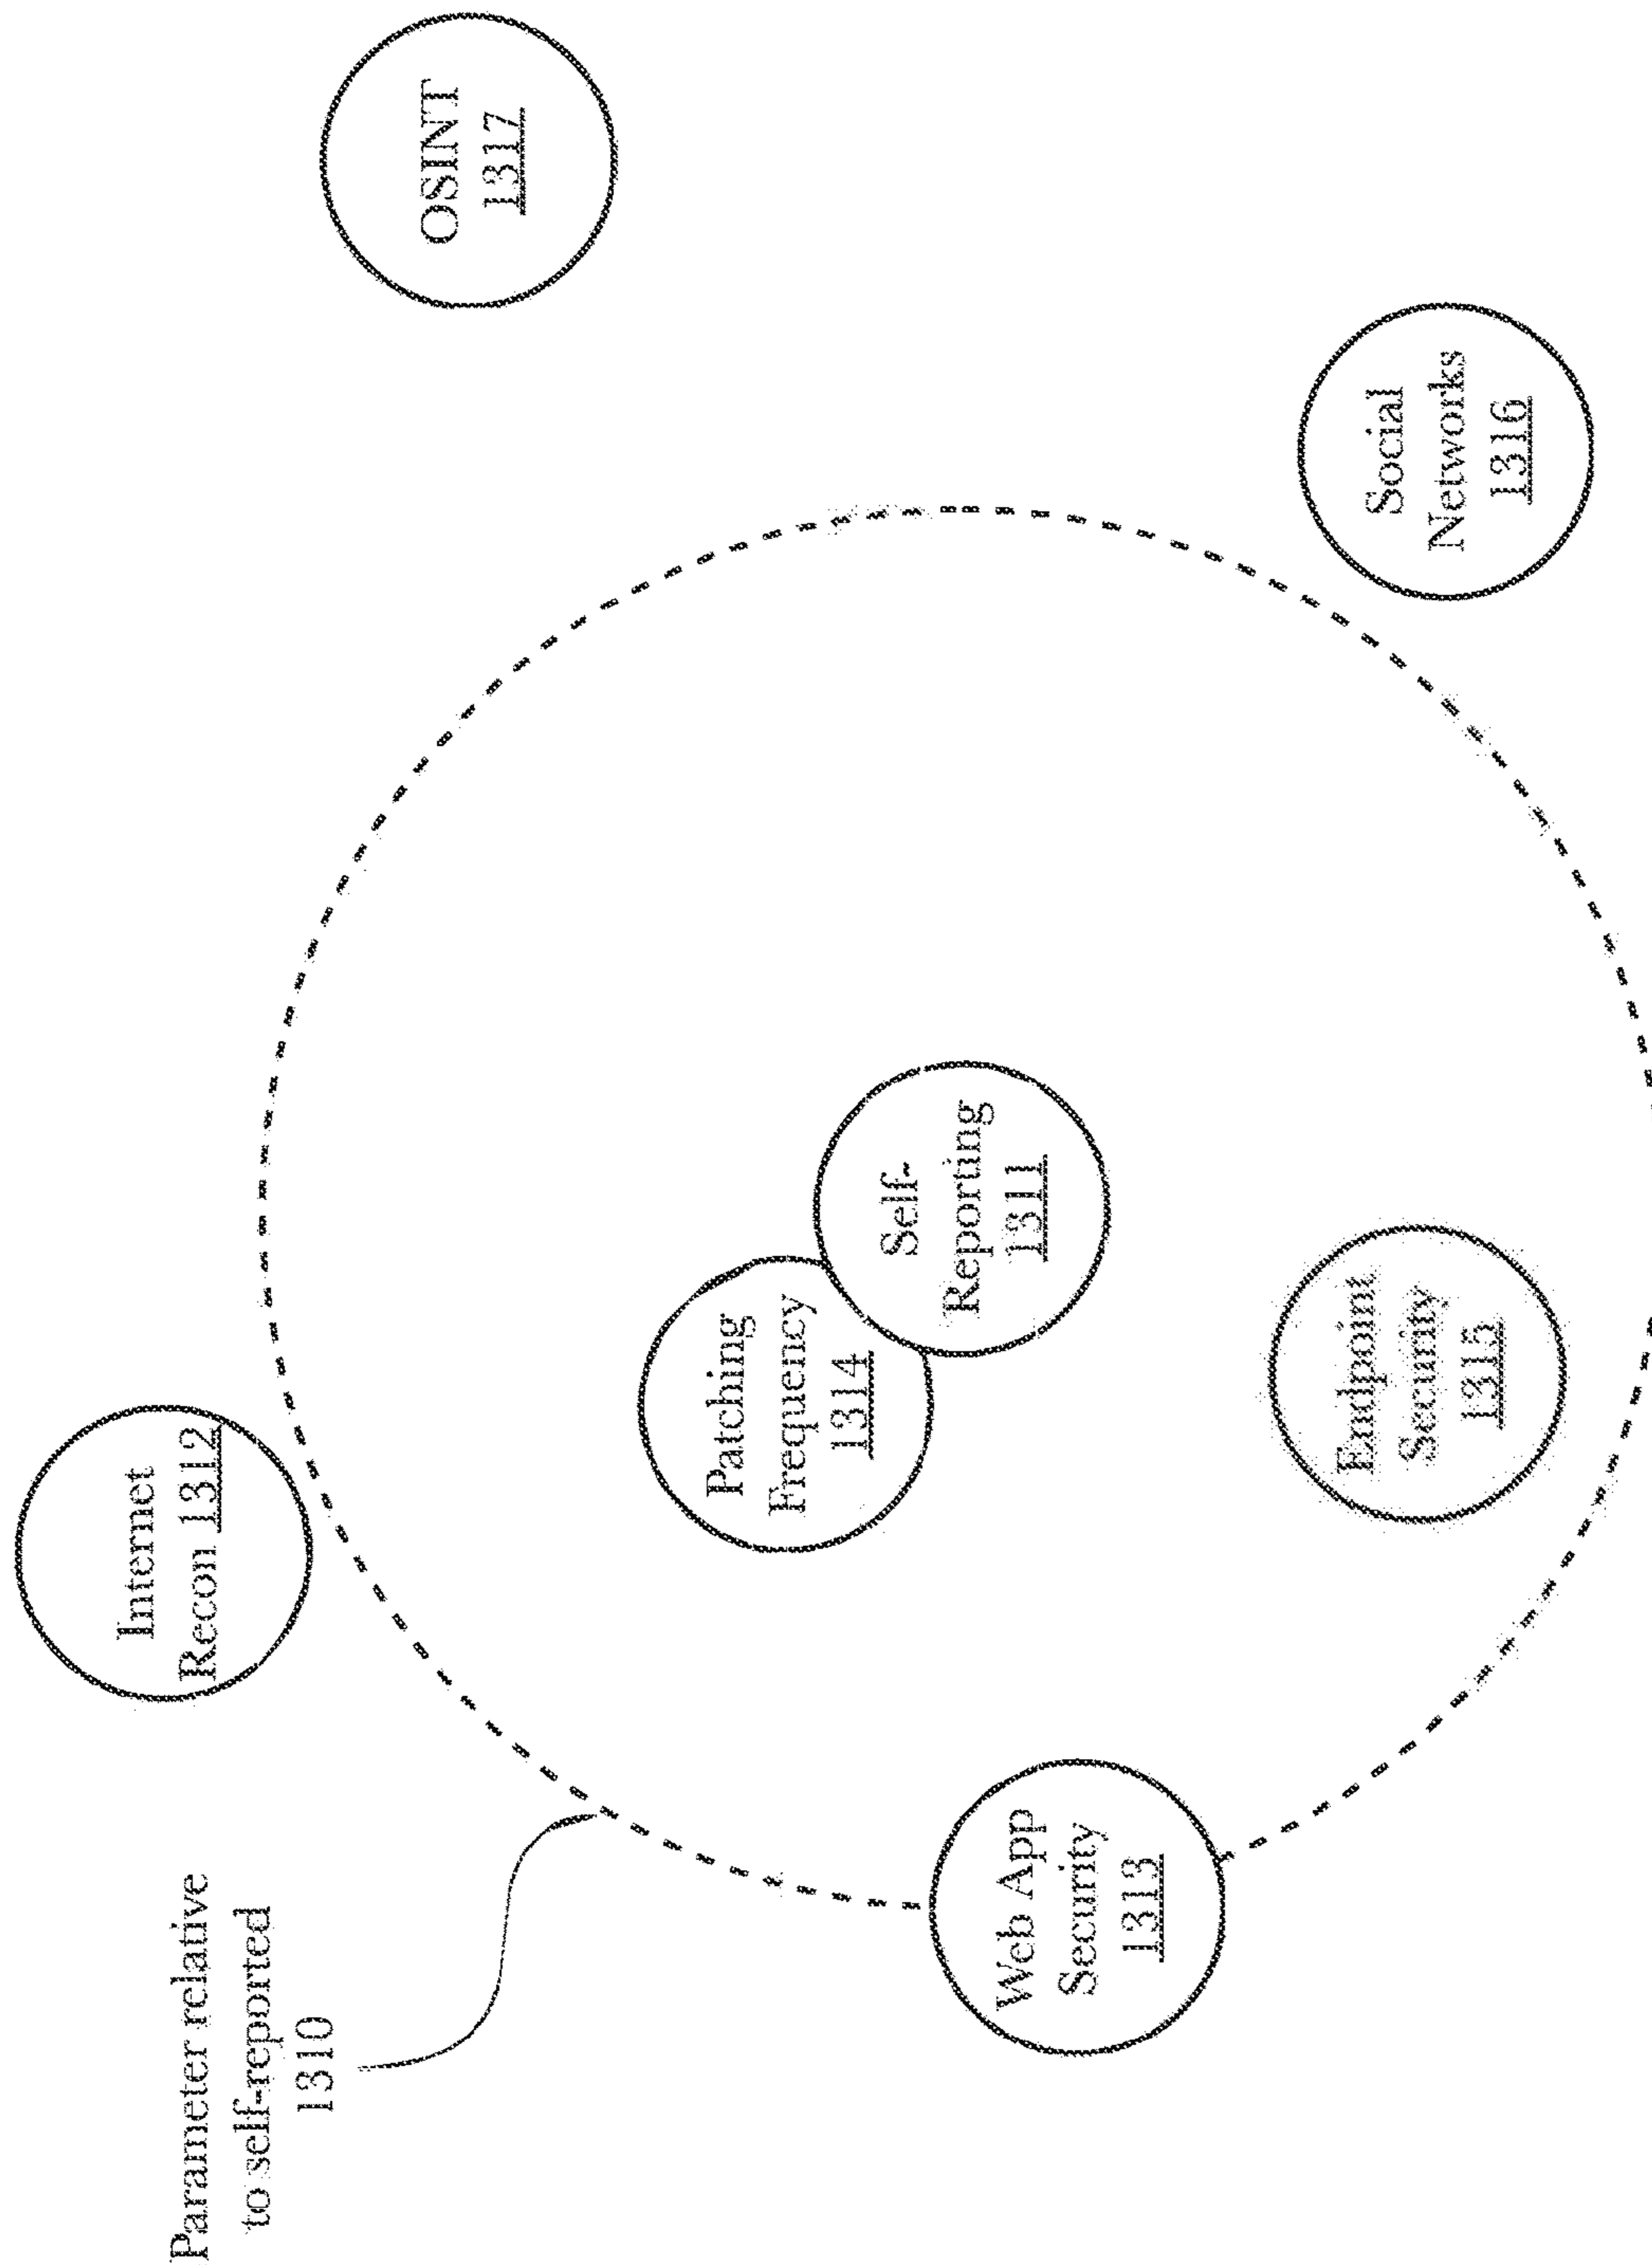 Parameter relative
to self-reported
1310
Internet
Recon 1312
OSINT
1317
Patching
Frequency
1314
Self-
Reporting
1311
Web App
Security
1313
Endpoint
Security
1315
Social
Networks
1316